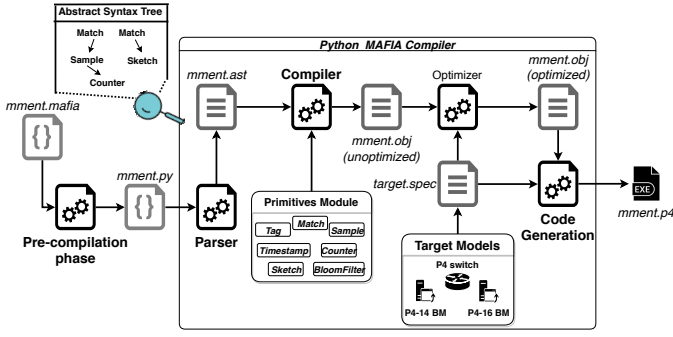 Abstract Syntax Tree
Match Match
Sample Sketch
Counter
Python MAFIA Compiler
mment.mafia
mment.py
Pre-compilation
phase
mment.ast
Parser
Compiler
mment.obj
(unoptimized)
Optimizer
mment.obj
(optimized)
target.spec
Code
Generation
EXE
mment.p4
Primitives Module
Tag Match Sample
Timestamp Counter
Sketch BloomFilter
Target Models
P4 switch
P4-14 BM P4-16 BM